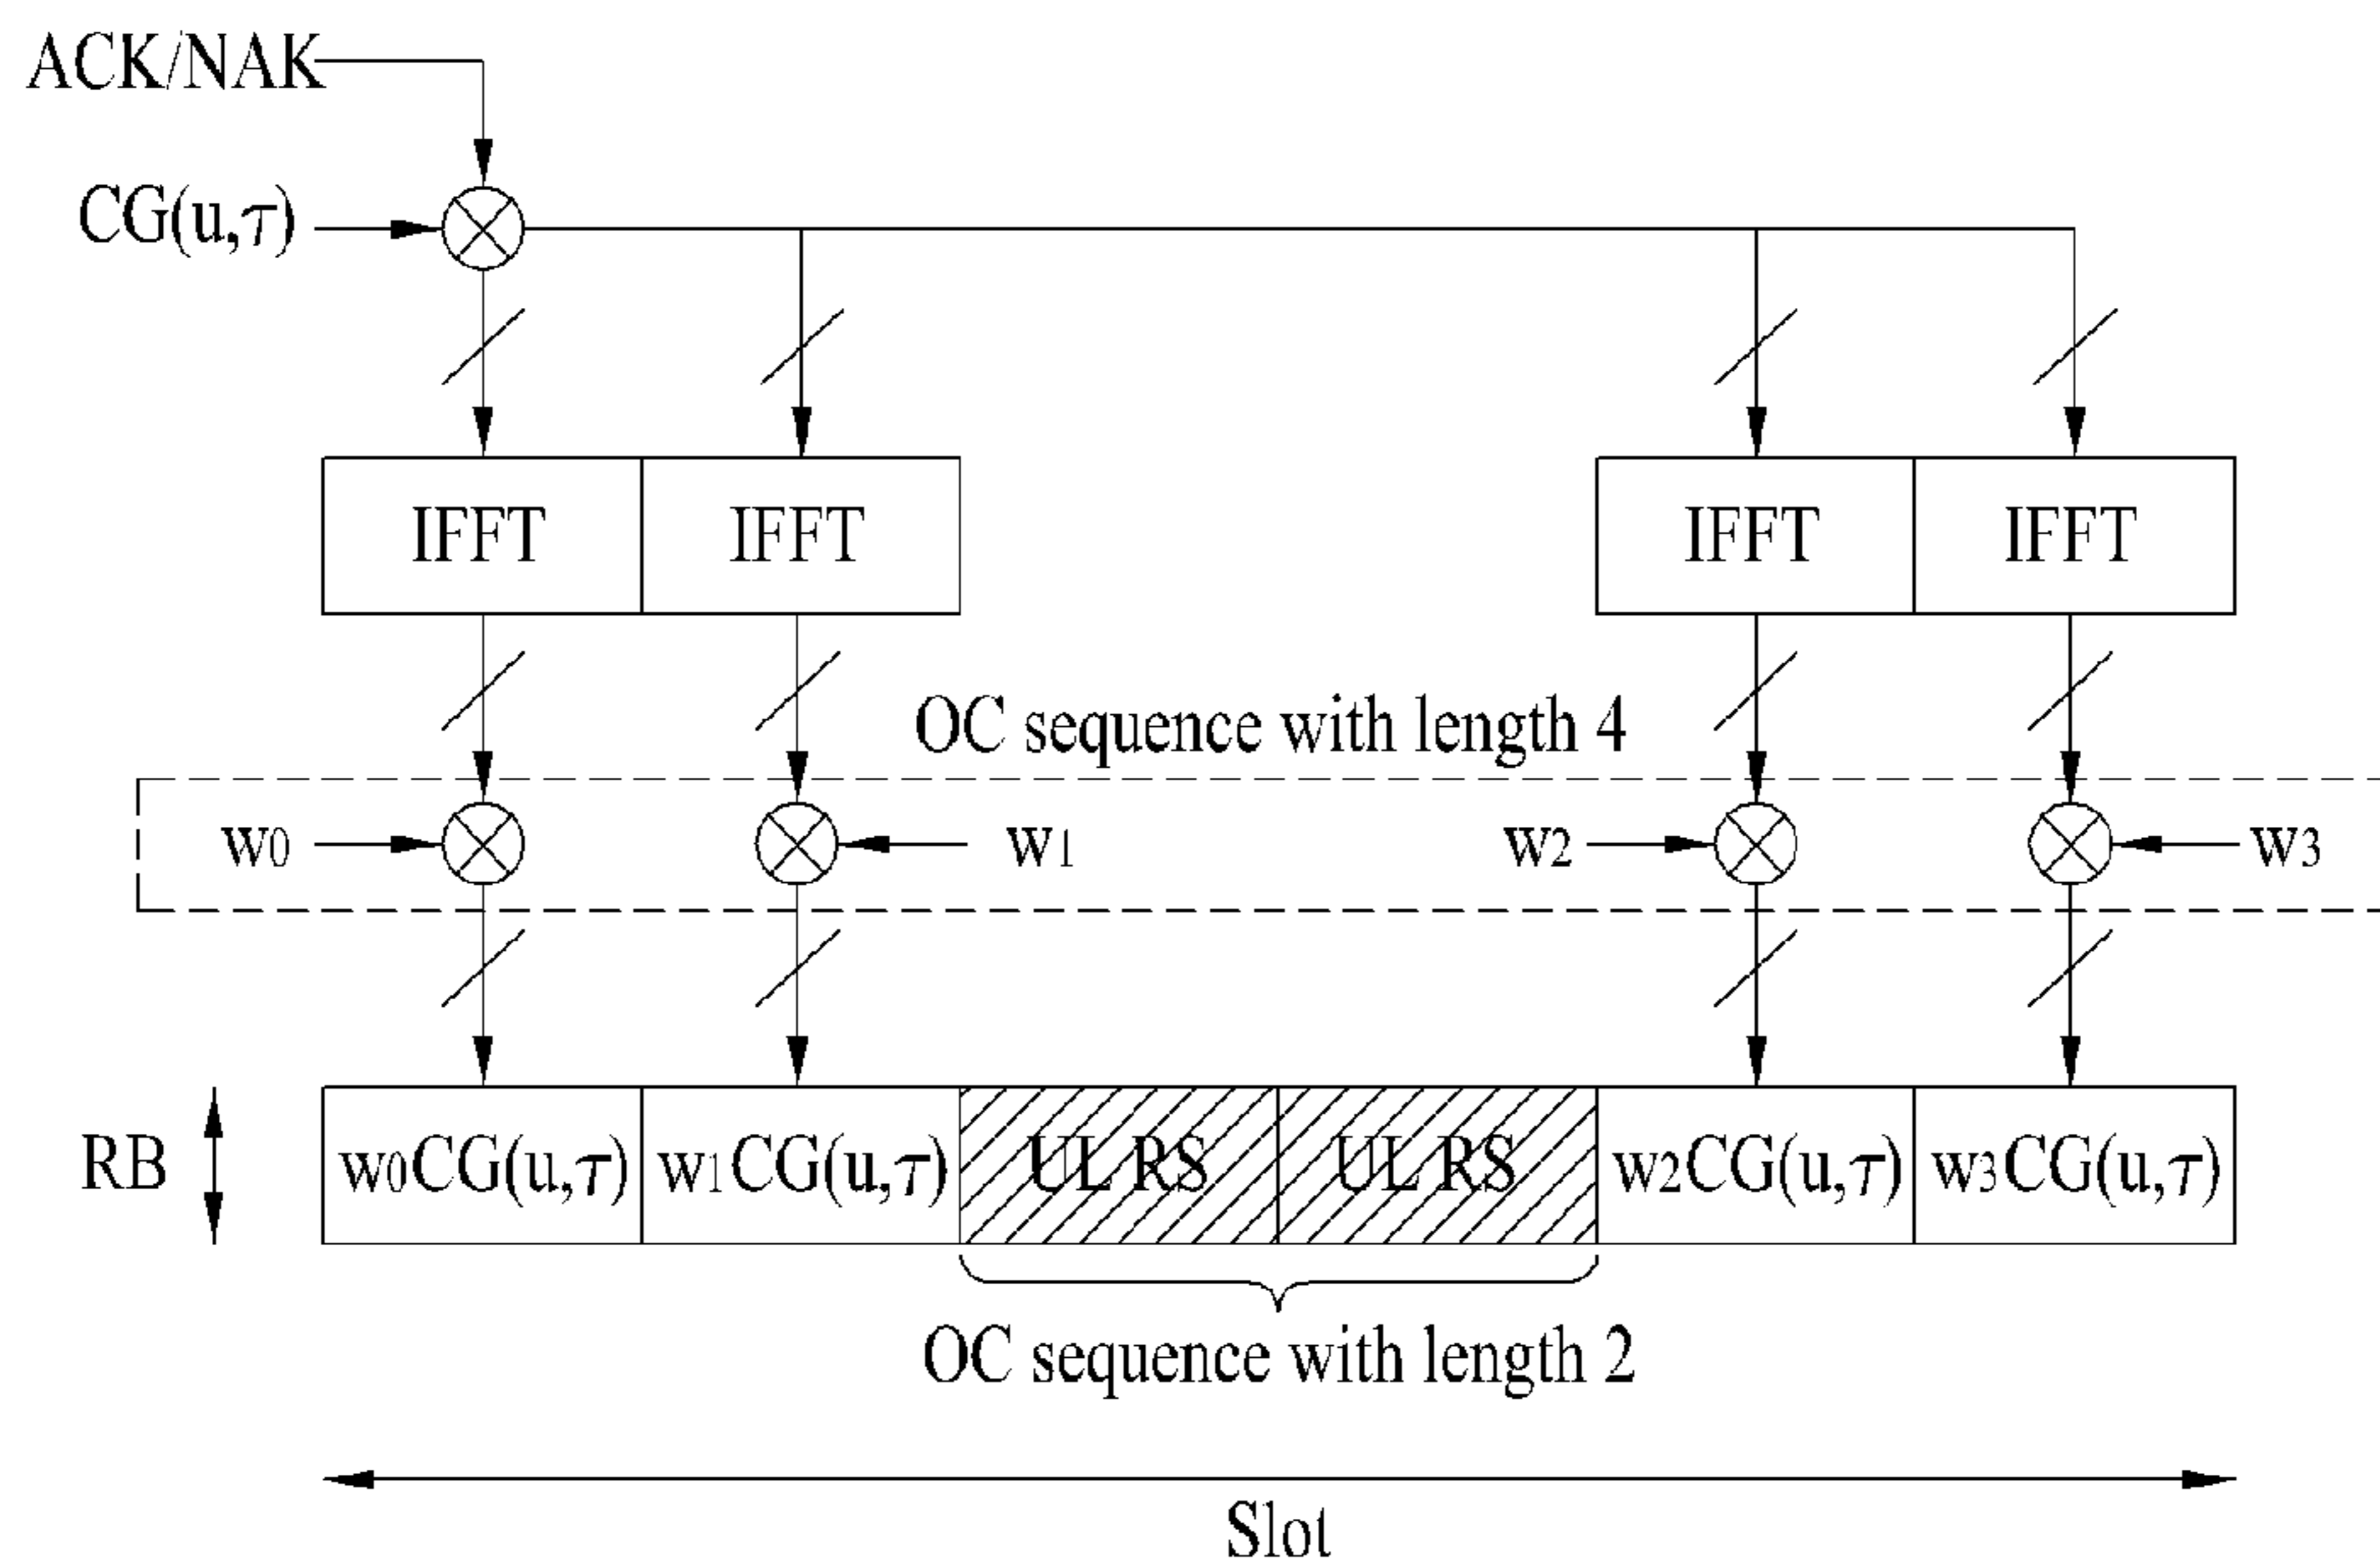 ACK/NAK
CG(u,τ)
IFFT IFFT IFFT IFFT
OC sequence with length 4
w0 w1 w2 w3
RB w0CG(u,τ) w1CG(u,τ) UL RS UL RS w2CG(u,τ) w3CG(u,τ)
OC sequence with length 2
Slot